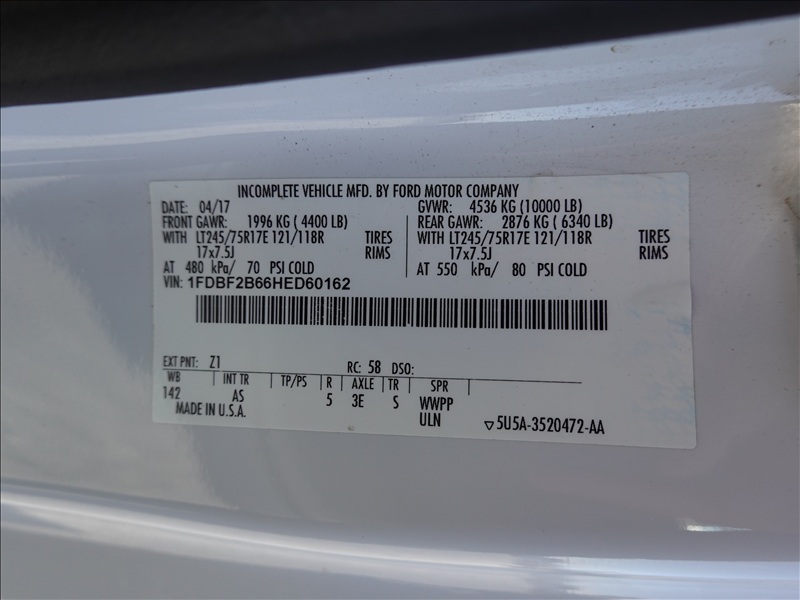 INCOMPLETE VEHICLE MFD. BY FORD MOTOR COMPANY
DATE: 04/17 GVWR: 4536 KG (10000 LB)
FRONT GAWR: 1996 KG ( 4400 LB) REAR GAWR: 2876 KG ( 6340 LB)
WITH LT245/75R17E 121/118R TIRES WITH LT245/75R17E 121/118R TIRES
17x7.5J RIMS 17x7.5J RIMS
AT 480 kPa/ 70 PSI COLD AT 550 kPa/ 80 PSI COLD
VIN: 1FDBF2B66HED60162
EXT PNT: Z1 RC: 58 DSO:
WB INT TR TP/PS R AXLE TR SPR
142 AS 5 3E S WWPP
MADE IN U.S.A. ULN ▽5U5A-3520472-AA